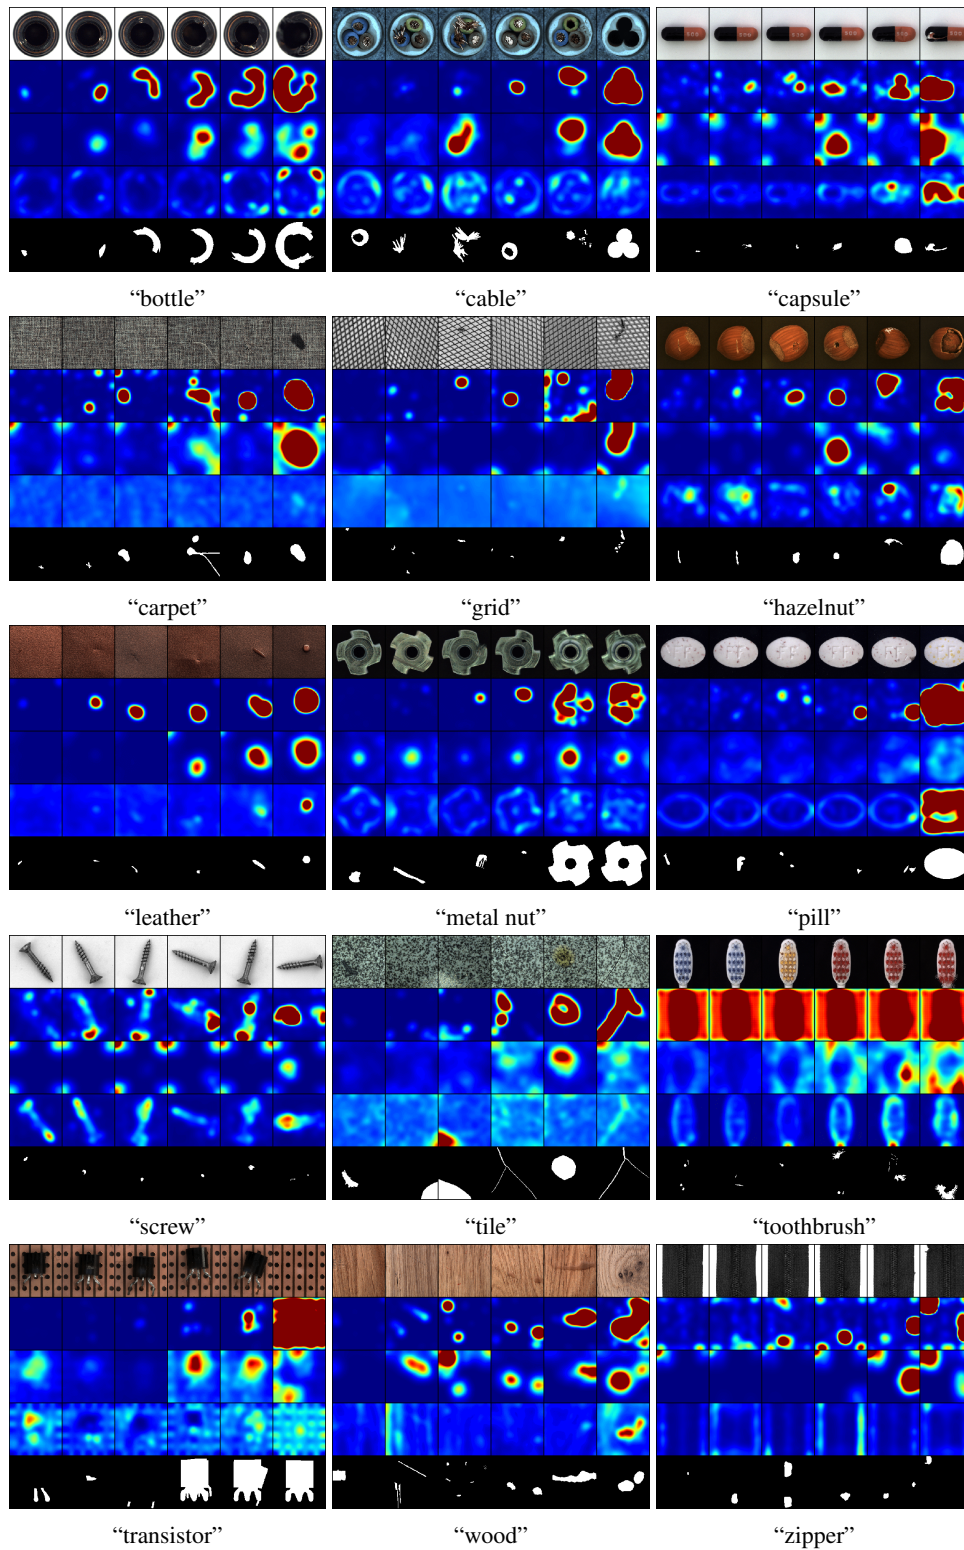 “bottle” “cable” “capsule”
“carpet” “grid” “hazelnut”
“leather” “metal nut” “pill”
“screw” “tile” “toothbrush”
“transistor” “wood” “zipper”